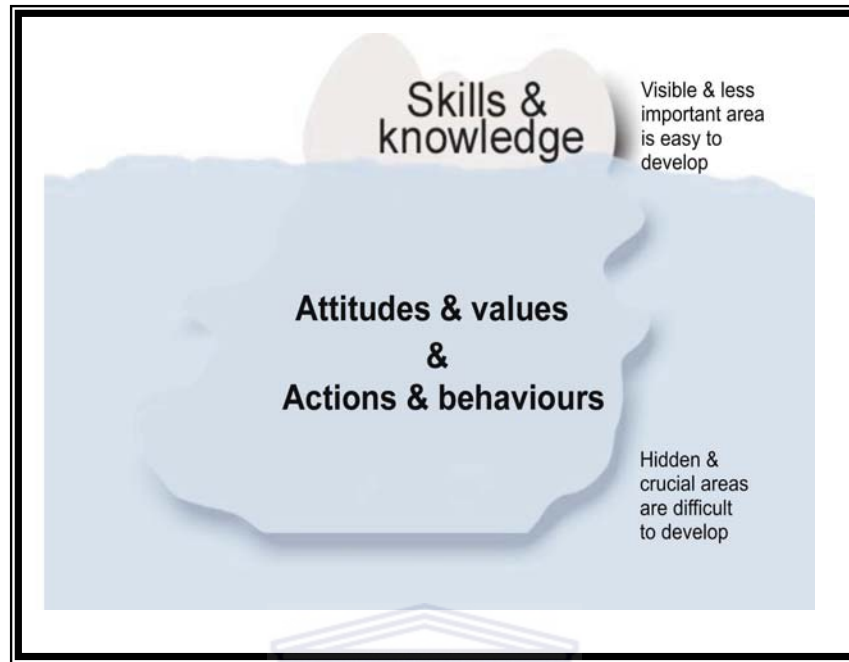 Skills &
knowledge
Visible & less
important area
is easy to
develop
Attitudes & values
&
Actions & behaviours
Hidden &
crucial areas
are difficult
to develop